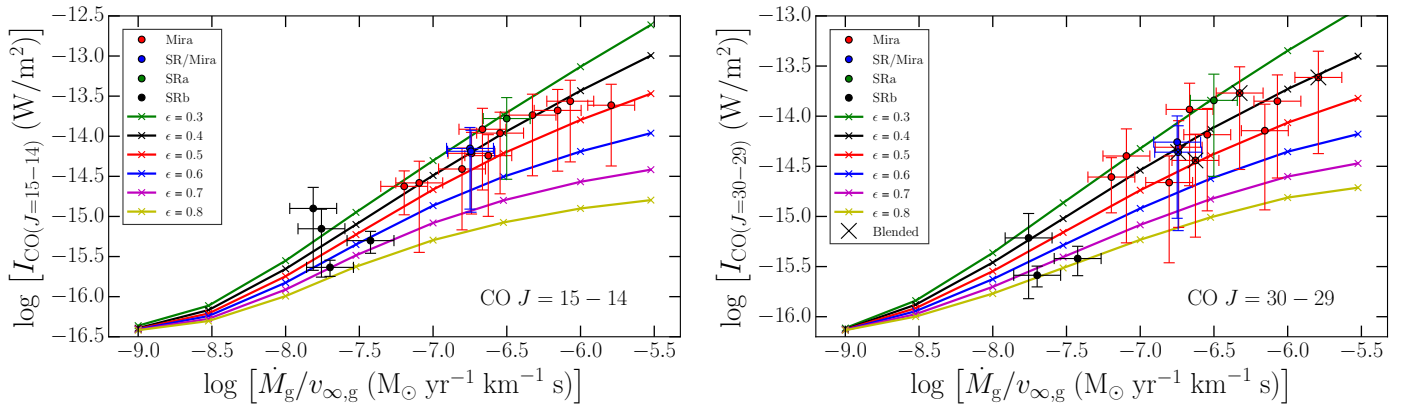 −12.5
−13.0
−13.5
−14.0
−14.5
−15.0
−15.5
−16.0
−16.5
log [I_CO(J=15−14) (W/m²)]
Mira
SR/Mira
SRa
SRb
ϵ = 0.3
ϵ = 0.4
ϵ = 0.5
ϵ = 0.6
ϵ = 0.7
ϵ = 0.8
CO J = 15 − 14
−9.0 −8.5 −8.0 −7.5 −7.0 −6.5 −6.0 −5.5
log [Ṁ_g/v_∞,g (M_⊙ yr⁻¹ km⁻¹ s)]
−13.0
−13.5
−14.0
−14.5
−15.0
−15.5
−16.0
log [I_CO(J=30−29) (W/m²)]
Mira
SR/Mira
SRa
SRb
ϵ = 0.3
ϵ = 0.4
ϵ = 0.5
ϵ = 0.6
ϵ = 0.7
ϵ = 0.8
Blended
CO J = 30 − 29
−9.0 −8.5 −8.0 −7.5 −7.0 −6.5 −6.0 −5.5
log [Ṁ_g/v_∞,g (M_⊙ yr⁻¹ km⁻¹ s)]